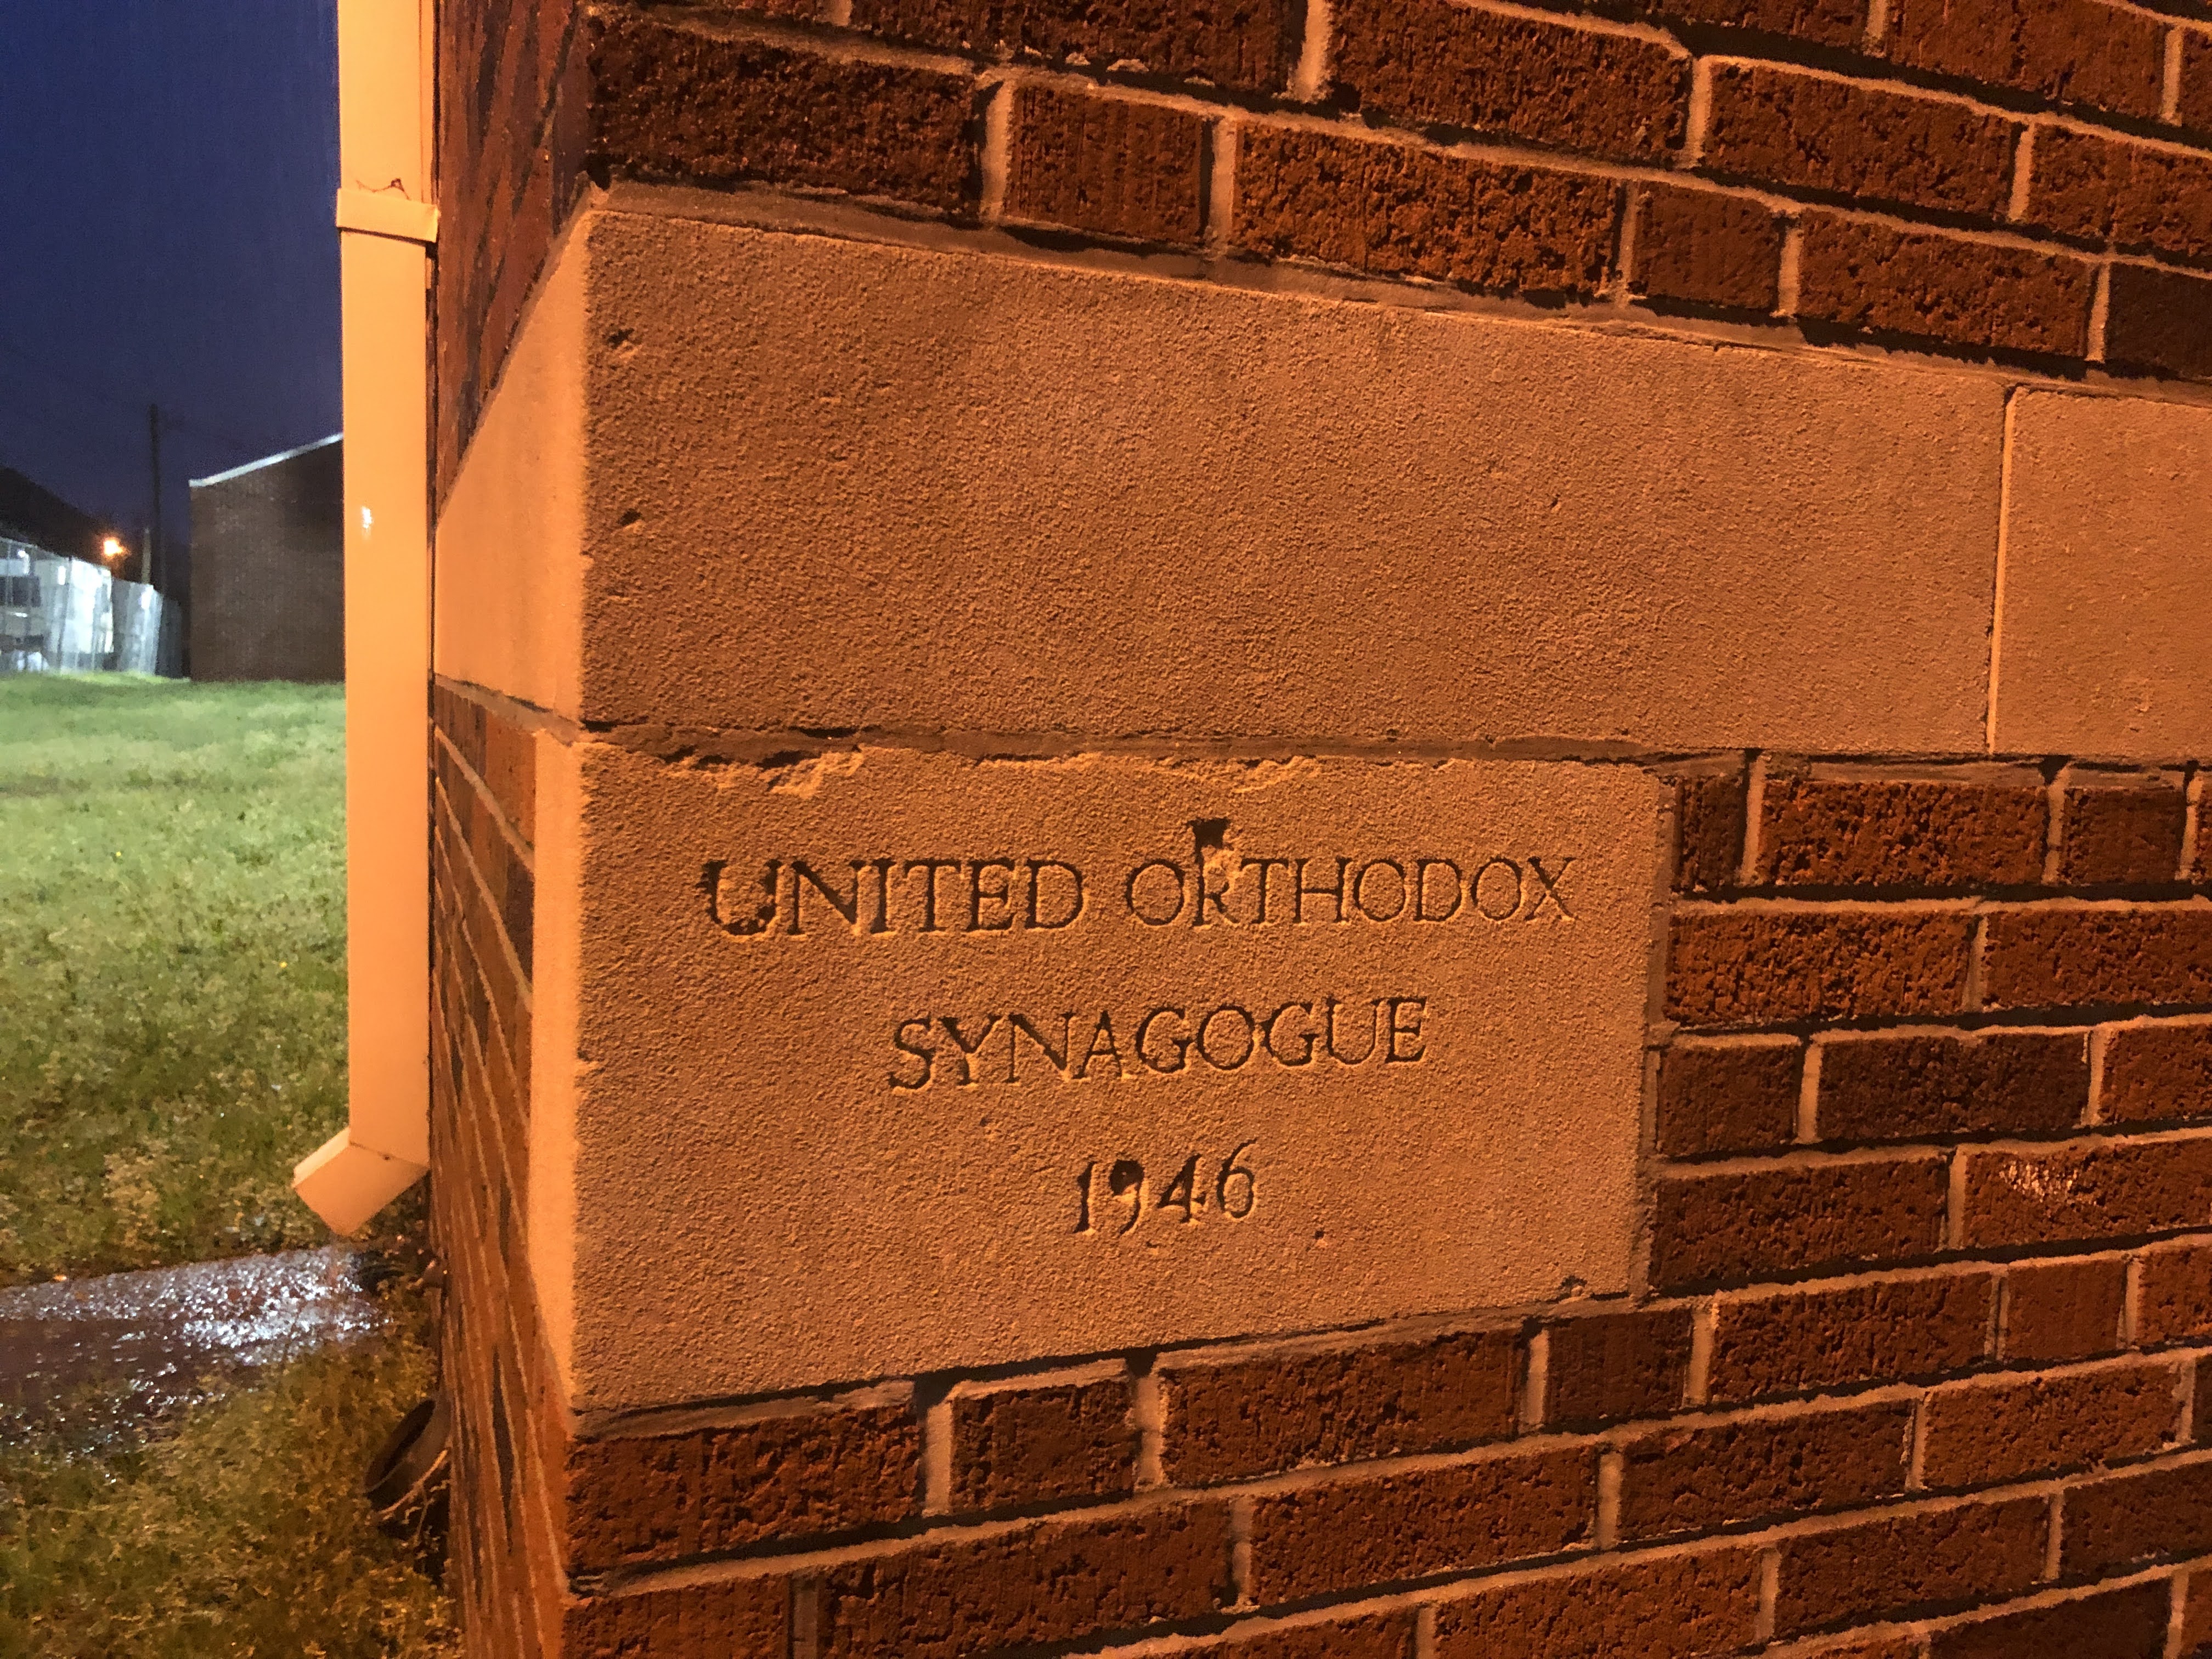 UNITED ORTHODOX
SYNAGOGUE
1946